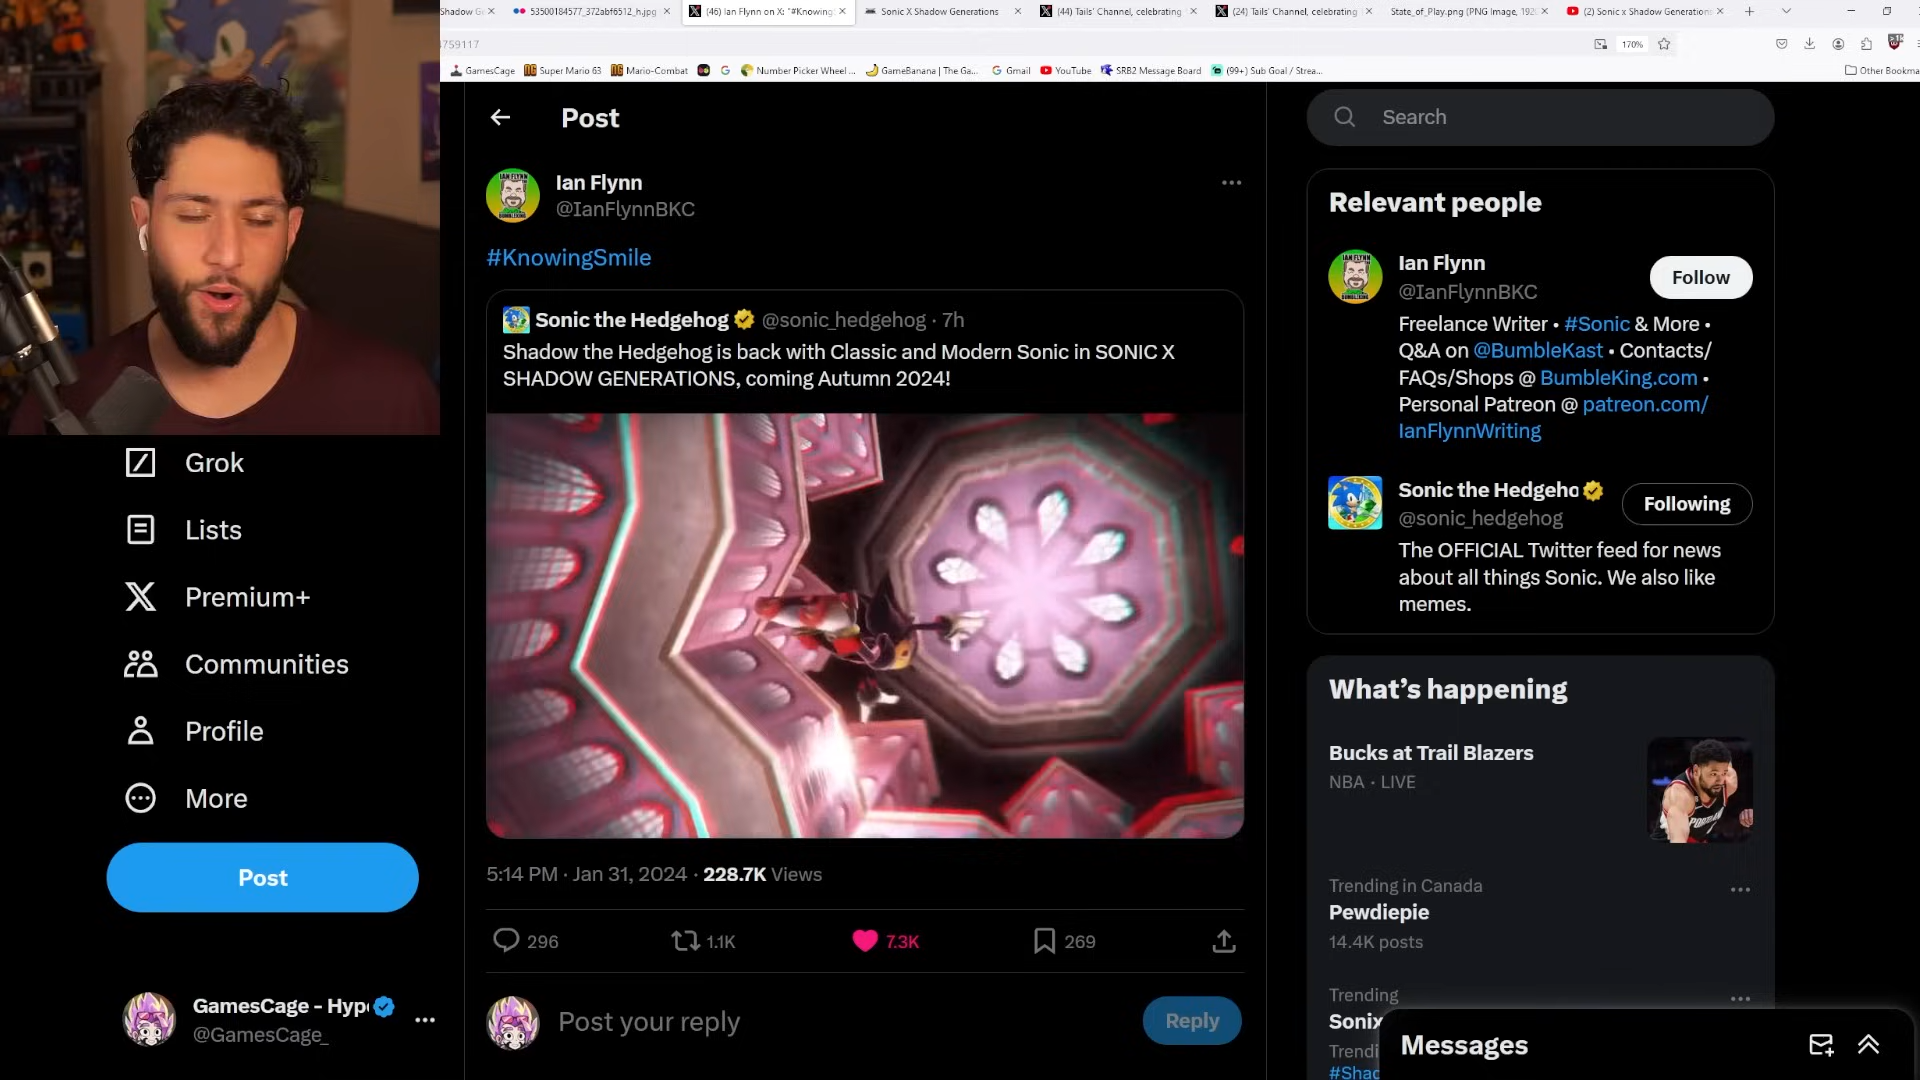 Shadow Ge
53500184577_372abf6512_h.jpg
(46) Ian Flynn on X: "#Knowing
Sonic X Shadow Generations
(44) Tails' Channel, celebrating
(24) Tails' Channel, celebrating
State_of_Play.png (PNG Image, 192
(2) Sonic x Shadow Generations
759117
170%
GamesCage
Super Mario 63
Mario-Combat
Number Picker Wheel ...
GameBanana | The Ga...
Gmail
YouTube
SRB2 Message Board
(99+) Sub Goal / Strea...
Other Bookma
Post
Search
Ian Flynn
@IanFlynnBKC
#KnowingSmile
Sonic the Hedgehog @sonic_hedgehog · 7h
Shadow the Hedgehog is back with Classic and Modern Sonic in SONIC X
SHADOW GENERATIONS, coming Autumn 2024!
5:14 PM · Jan 31, 2024 · 228.7K Views
296
1.1K
7.3K
269
Post your reply
Reply
Grok
Lists
Premium+
Communities
Profile
More
Post
GamesCage - Hyp
@GamesCage_
Relevant people
Ian Flynn
@IanFlynnBKC
Follow
Freelance Writer • #Sonic & More •
Q&A on @BumbleKast • Contacts/
FAQs/Shops @ BumbleKing.com •
Personal Patreon @ patreon.com/
IanFlynnWriting
Sonic the Hedgeho
@sonic_hedgehog
Following
The OFFICIAL Twitter feed for news
about all things Sonic. We also like
memes.
What's happening
Bucks at Trail Blazers
NBA · LIVE
Trending in Canada
Pewdiepie
14.4K posts
Trending
Sonix
Trendi
#Shac
Messages